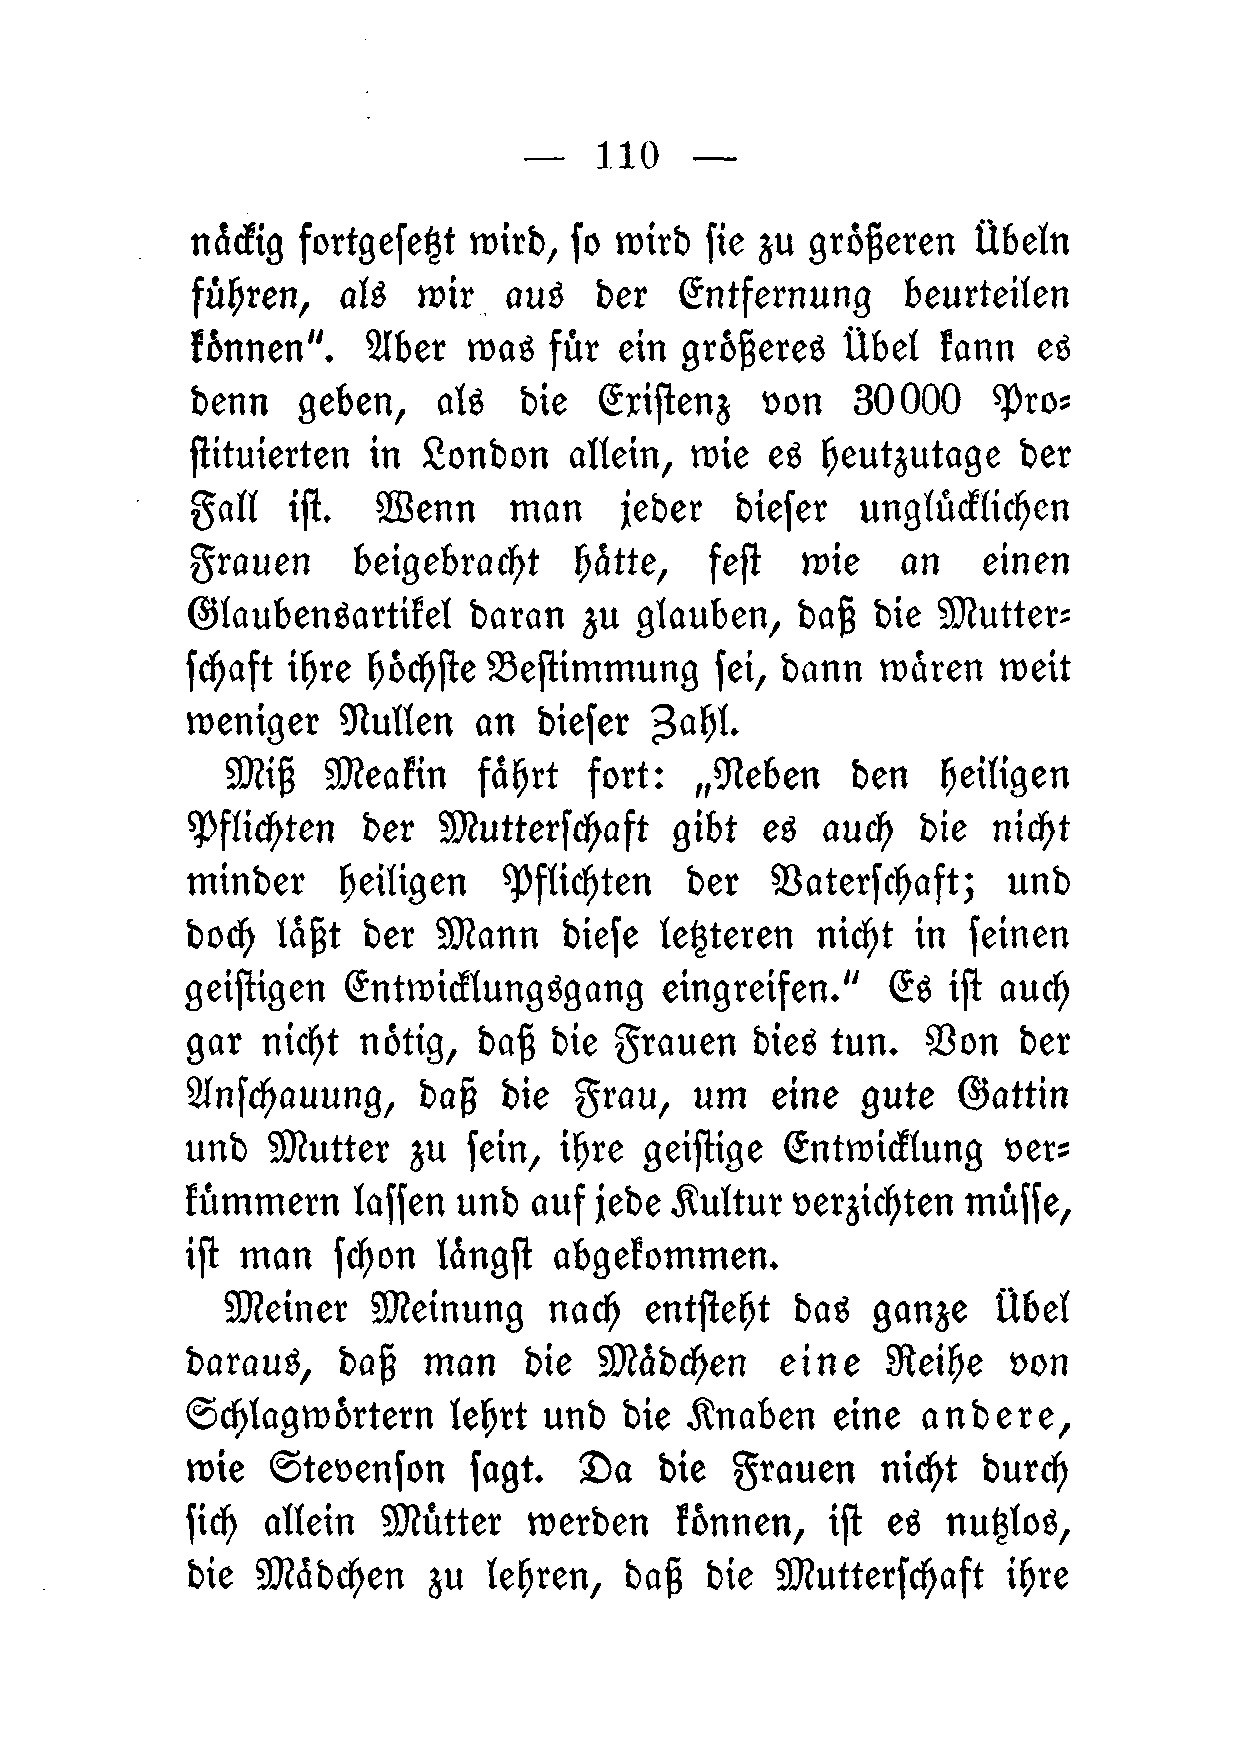 — 110 —
näckig fortgeſetzt wird, ſo wird ſie zu größeren Übeln
führen, als wir aus der Entfernung beurteilen
können". Aber was für ein größeres Übel kann es
denn geben, als die Exiſtenz von 30000 Pro⸗
ſtituierten in London allein, wie es heutzutage der
Fall iſt. Wenn man jeder dieſer unglücklichen
Frauen beigebracht hätte, feſt wie an einen
Glaubensartikel daran zu glauben, daß die Mutter⸗
ſchaft ihre höchſte Beſtimmung ſei, dann wären weit
weniger Nullen an dieſer Zahl.
Miß Meakin fährt fort: „Neben den heiligen
Pflichten der Mutterſchaft gibt es auch die nicht
minder heiligen Pflichten der Vaterſchaft; und
doch läßt der Mann dieſe letzteren nicht in ſeinen
geiſtigen Entwicklungsgang eingreifen." Es iſt auch
gar nicht nötig, daß die Frauen dies tun. Von der
Anſchauung, daß die Frau, um eine gute Gattin
und Mutter zu ſein, ihre geiſtige Entwicklung ver⸗
kümmern laſſen und auf jede Kultur verzichten müſſe,
iſt man ſchon längſt abgekommen.
Meiner Meinung nach entſteht das ganze Übel
daraus, daß man die Mädchen eine Reihe von
Schlagwörtern lehrt und die Knaben eine andere,
wie Stevenſon ſagt. Da die Frauen nicht durch
ſich allein Mütter werden können, iſt es nutzlos,
die Mädchen zu lehren, daß die Mutterſchaft ihre